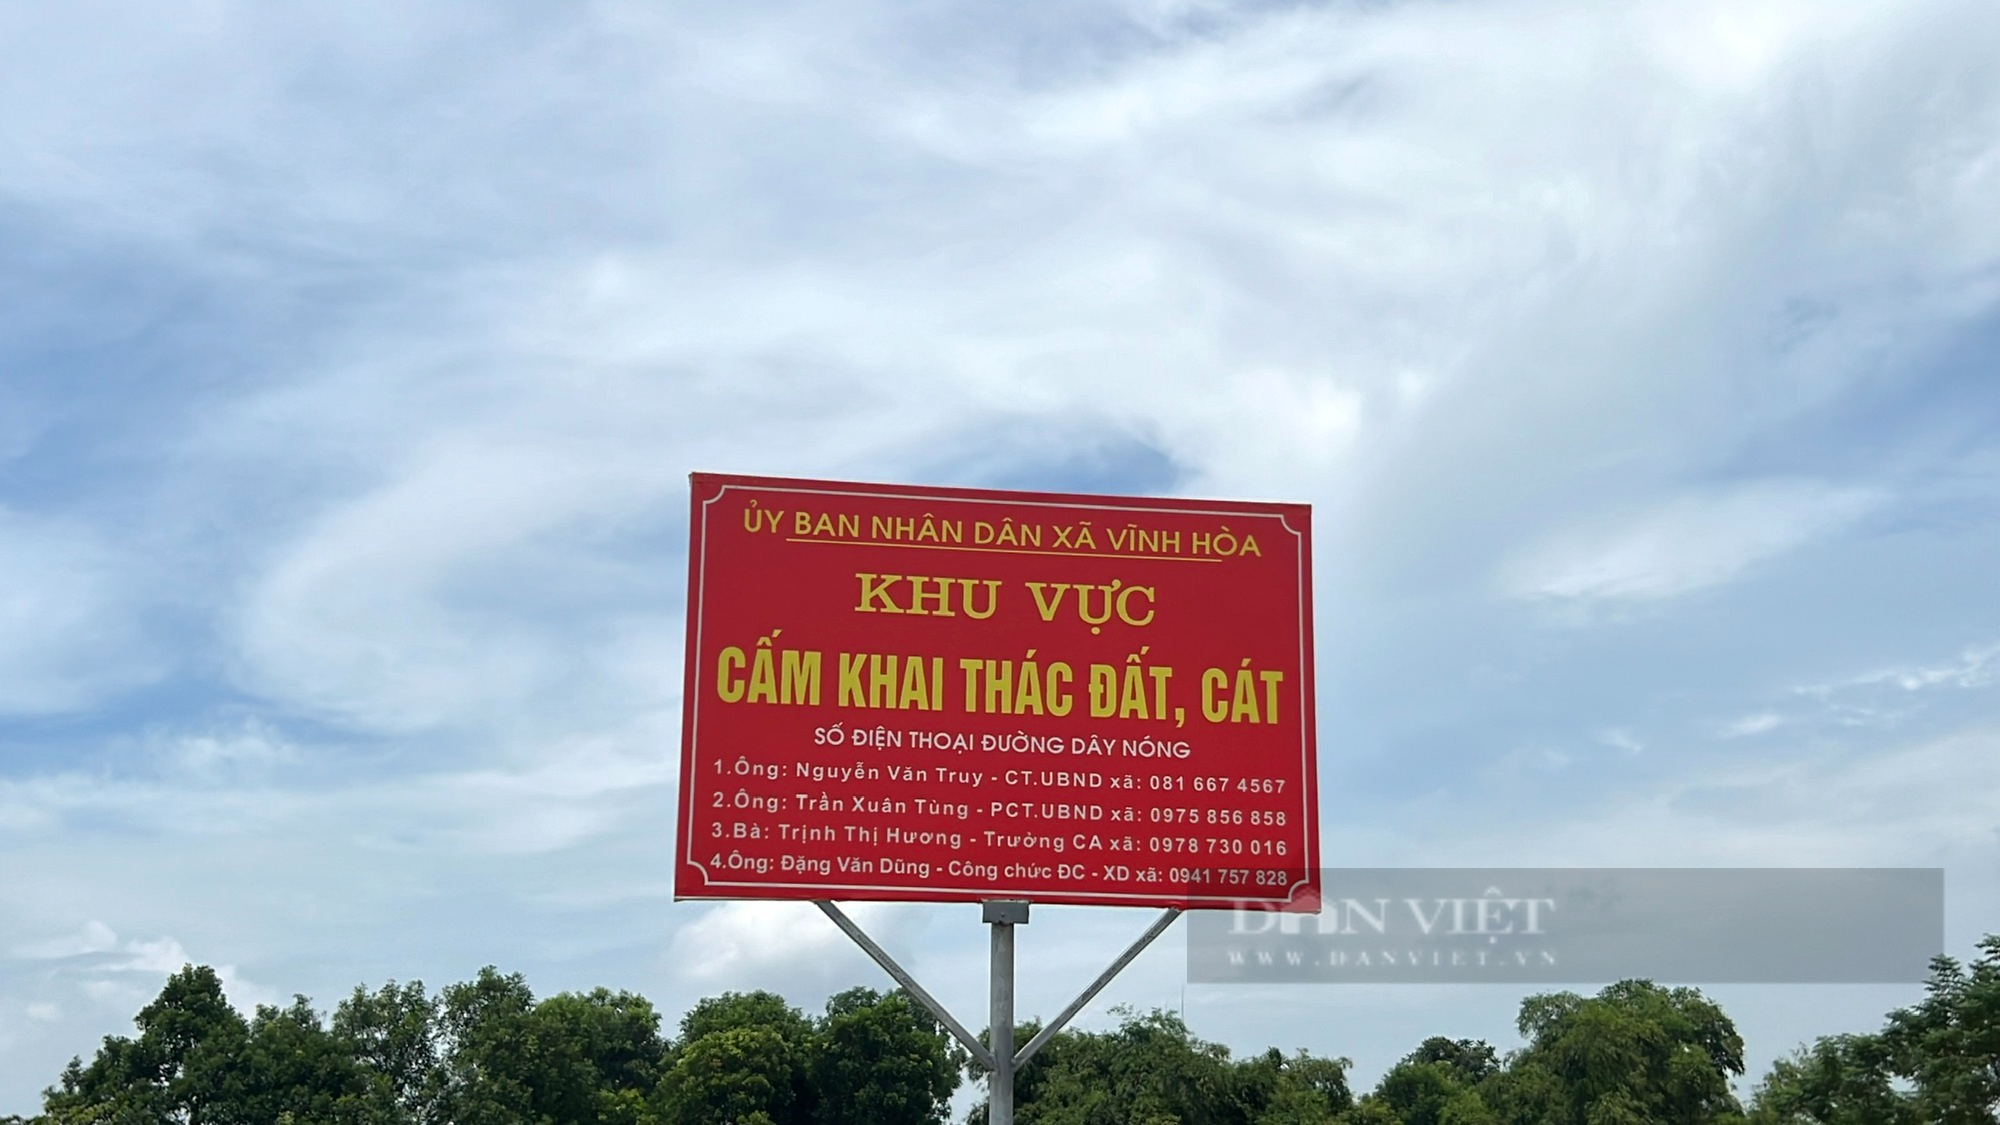 ỦY BAN NHÂN DÂN XÃ VĨNH HÒA
KHU VỰC
CẤM KHAI THÁC ĐẤT, CÁT
SỐ ĐIỆN THOẠI ĐƯỜNG DÂY NÓNG
1.Ông: Nguyễn Văn Truy - CT.UBND xã: 081 667 4567
2.Ông: Trần Xuân Tùng - PCT.UBND xã: 0975 856 858
3.Bà: Trịnh Thị Hương - Trưởng CA xã: 0978 730 016
4.Ông: Đặng Văn Dũng - Công chức ĐC - XD xã: 0941 757 828
DÂN VIỆT
WWW.DANVIET.VN